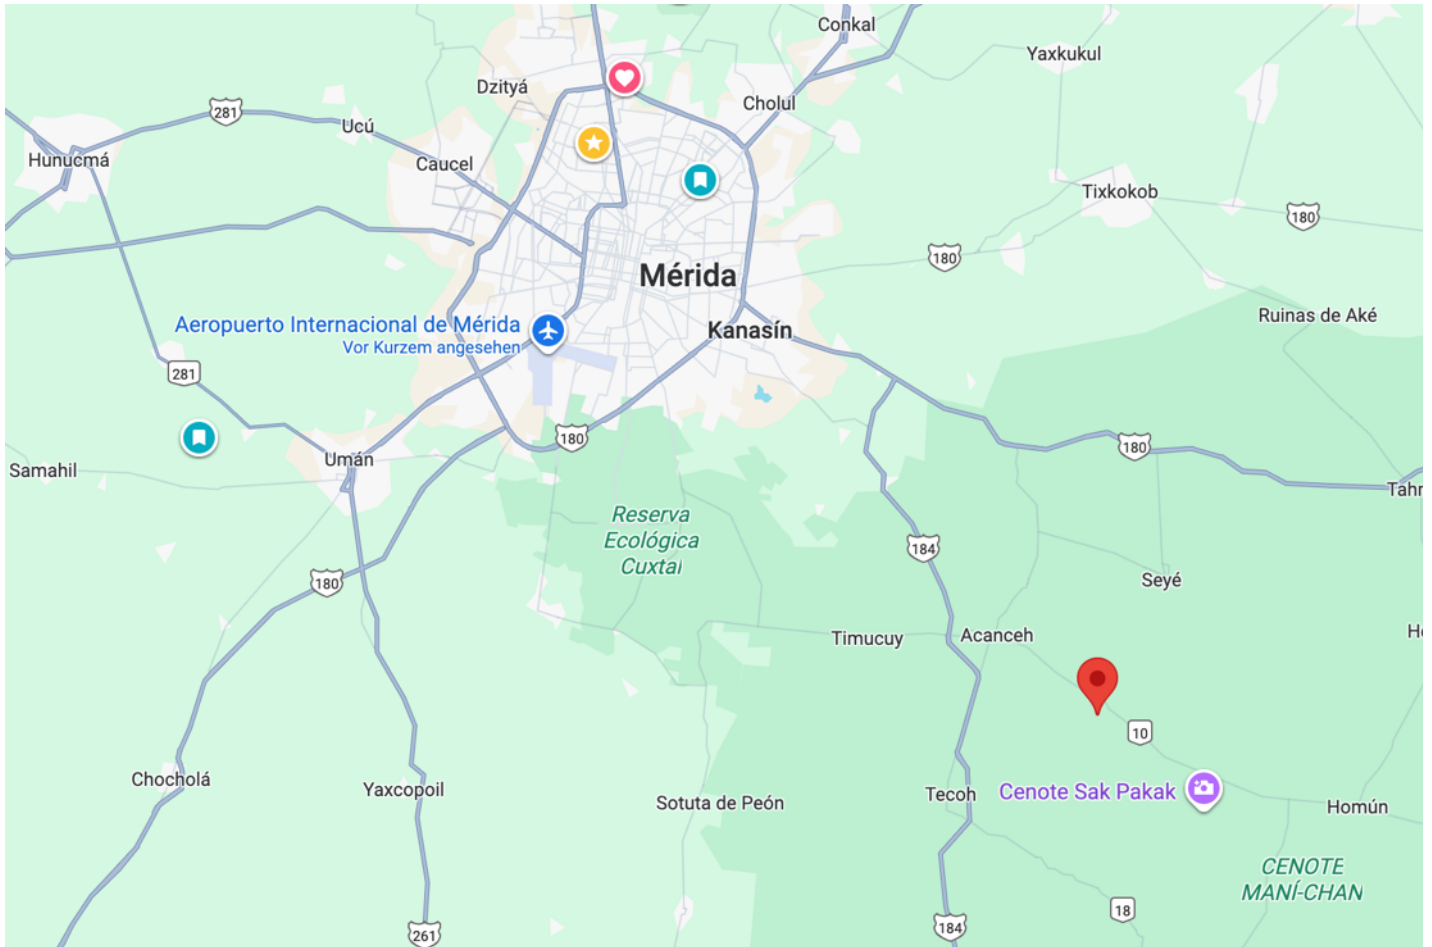 Conkal
Yaxkukul
Dzityá
Cholul
281
Ucú
Hunucmá
Caucel
Tixkokob
180
180
Mérida
Ruinas de Aké
Aeropuerto Internacional de Mérida
Vor Kurzem angesehen
Kanasín
281
180
180
Umán
Samahil
Tahr
Reserva
Ecológica
Cuxtal
184
180
Seyé
Timucuy
Acanceh
H
10
Chocholá
Yaxcopoil
Sotuta de Peón
Tecoh
Cenote Sak Pakak
Homún
CENOTE
MANÍ-CHAN
18
184
261